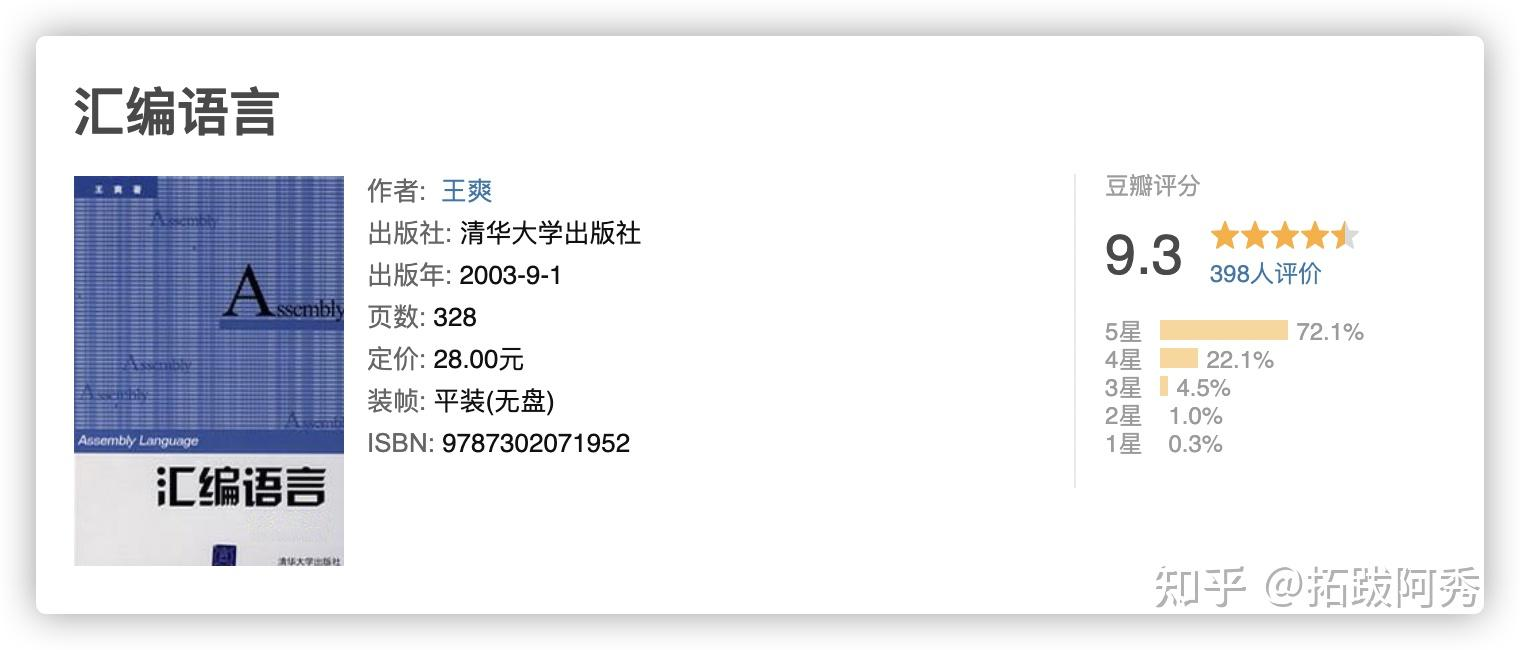 汇编语言
王 爽 著
Assembly
Assembly
Assembly
Assembly
Assembly Language
汇编语言
清华大学出版社
作者: 王爽
出版社: 清华大学出版社
出版年: 2003-9-1
页数: 328
定价: 28.00元
装帧: 平装(无盘)
ISBN: 9787302071952
豆瓣评分
9.3
398人评价
5星 72.1%
4星 22.1%
3星 4.5%
2星 1.0%
1星 0.3%
知乎 @拓跋阿秀